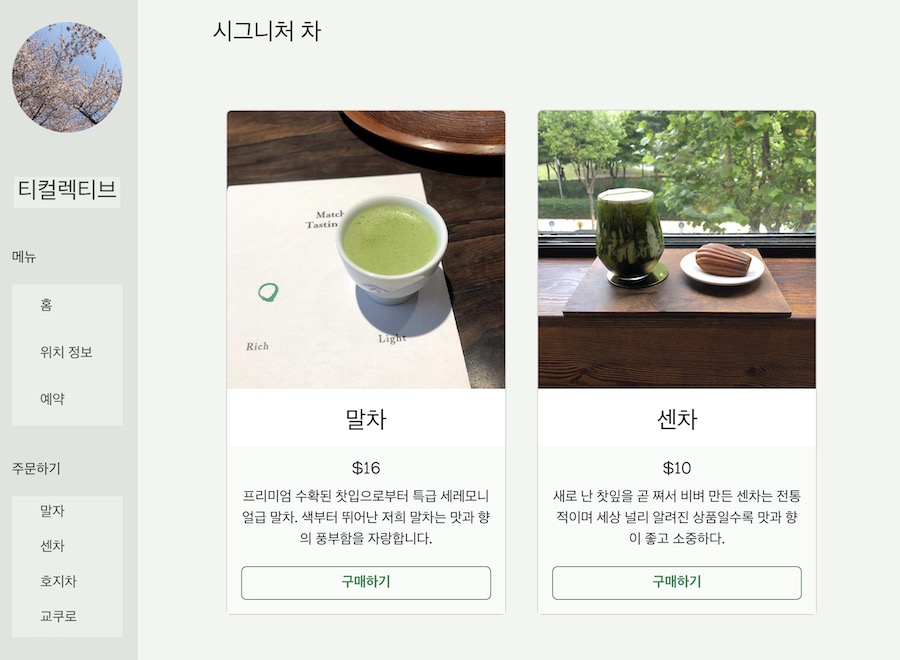 시그니처 차
티컬렉티브
메뉴
홈
위치 정보
예약
주문하기
말자
센차
호지차
교쿠로
Tastin
Rich
Light
말차
$16
프리미엄 수확된 찻입으로부터 특급 세레모니
얼급 말차. 색부터 뛰어난 저희 말차는 맛과 향
의 풍부함을 자랑합니다.
구매하기
센차
$10
새로 난 찻잎을 곧 쪄서 비벼 만든 센차는 전통
적이며 세상 널리 알려진 상품일수록 맛과 향
이 좋고 소중하다.
구매하기